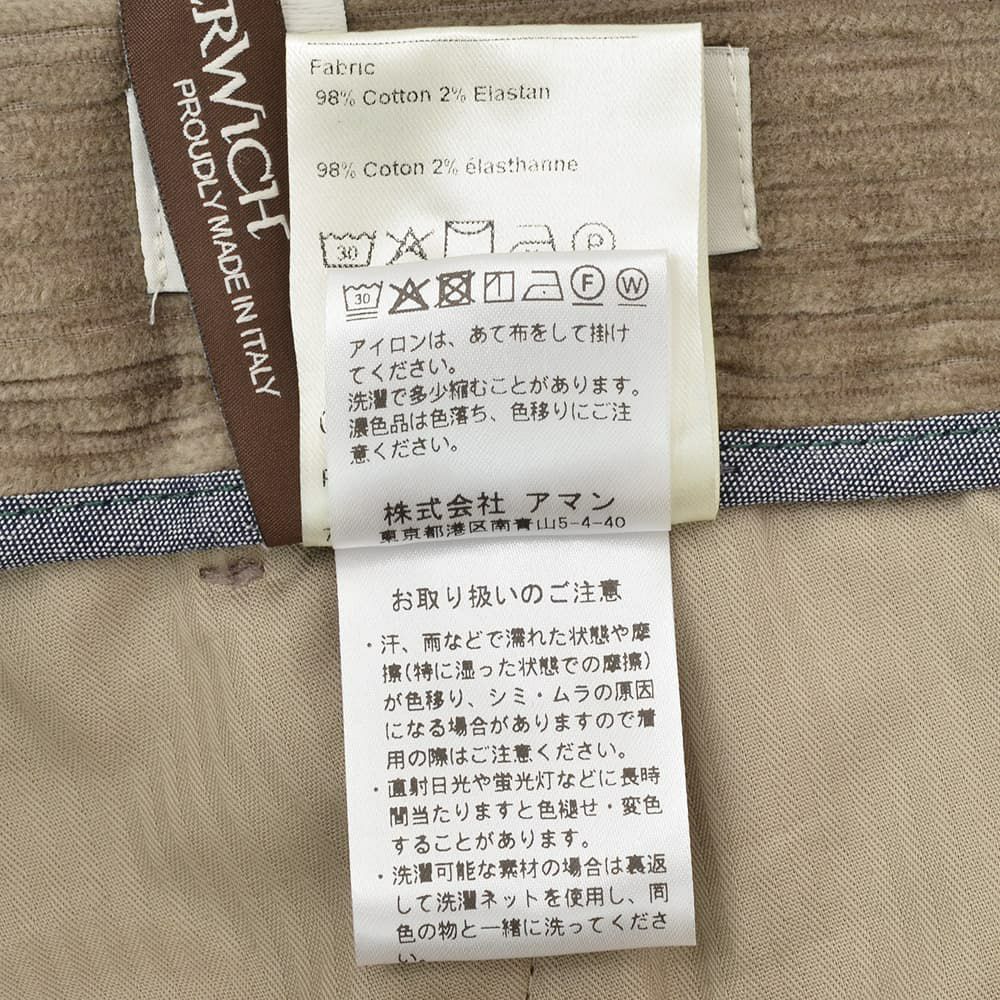 ERWICH
PROUDLY MADE IN ITALY
Fabric
98% Cotton 2% Elastan
98% Coton 2% élasthanne
30
P
30
F
W
アイロンは、あて布をして掛け
てください。
洗濯で多少縮むことがあります。
濃色品は色落ち、色移りにご注
意ください。
株式会社 アマン
東京都港区南青山5-4-40
お取り扱いのご注意
・汗、雨などで濡れた状態や摩
擦(特に湿った状態での摩擦)
が色移り、シミ・ムラの原因
になる場合がありますので着
用の際はご注意ください。
・直射日光や蛍光灯などに長時
間当たりますと色褪せ・変色
することがあります。
・洗濯可能な素材の場合は裏返
して洗濯ネットを使用し、同
色の物と一緒に洗ってくださ
い。